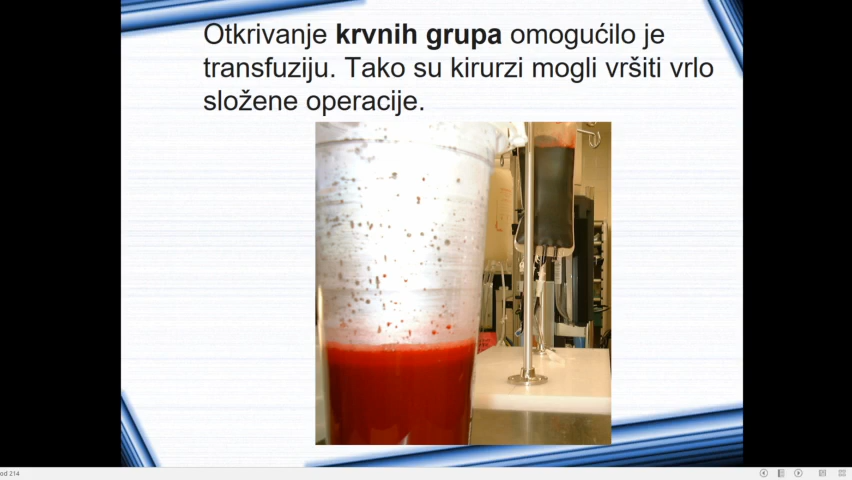 Otkrivanje krvnih grupa omogućilo je
transfuziju. Tako su kirurzi mogli vršiti vrlo
složene operacije.
od 214